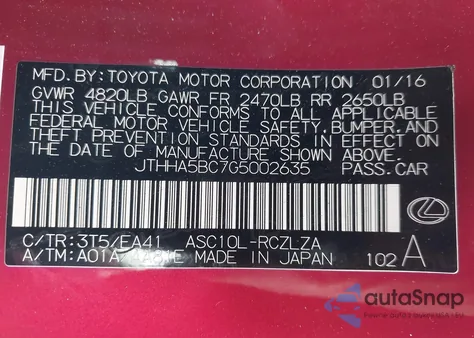 MFD.BY:TOYOTA MOTOR CORPORATION 01/16
GVWR 4820LB GAWR FR 2470LB RR 2650LB
THIS VEHICLE CONFORMS TO ALL APPLICABLE
FEDERAL MOTOR VEHICLE SAFETY,BUMPER,AND
THEFT PREVENTION STANDARDS IN EFFECT ON
THE DATE OF MANUFACTURE SHOWN ABOVE.
JTHHA5BC7G5002635 PASS.CAR
C/TR:3T5/EA41 ASC10L-RCZLZA
A/TM:A01A/ MADE IN JAPAN 102 A
autoSnap